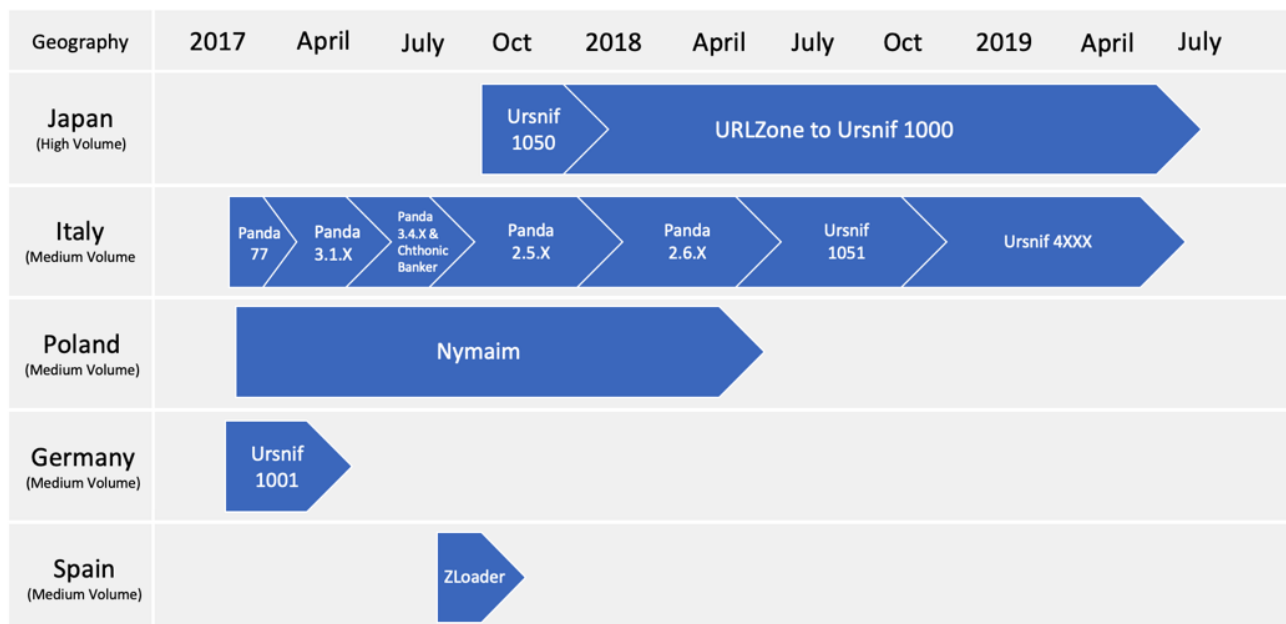 Geography 2017 April July Oct 2018 April July Oct 2019 April July
Japan
(High Volume)
Ursnif
1050
URLZone to Ursnif 1000
Italy
(Medium Volume
Panda
77
Panda
3.1.X
Panda
3.4.X &
Chthonic
Banker
Panda
2.5.X
Panda
2.6.X
Ursnif
1051
Ursnif 4XXX
Poland
(Medium Volume)
Nymaim
Germany
(Medium Volume)
Ursnif
1001
Spain
(Medium Volume)
ZLoader